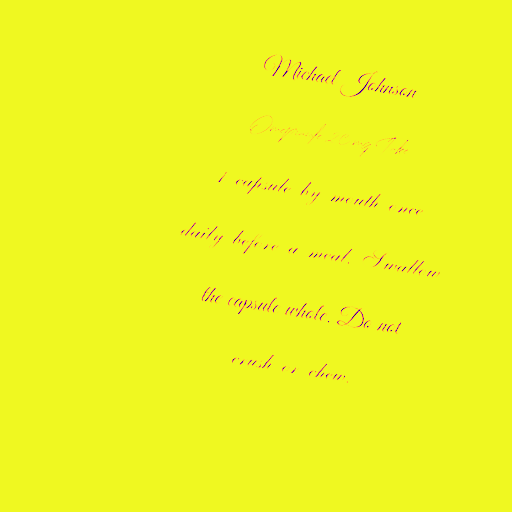 Michael Johnson
1 capsule by mouth once
daily before a meal. Swallow
the capsule whole. Do not
crush or chew.